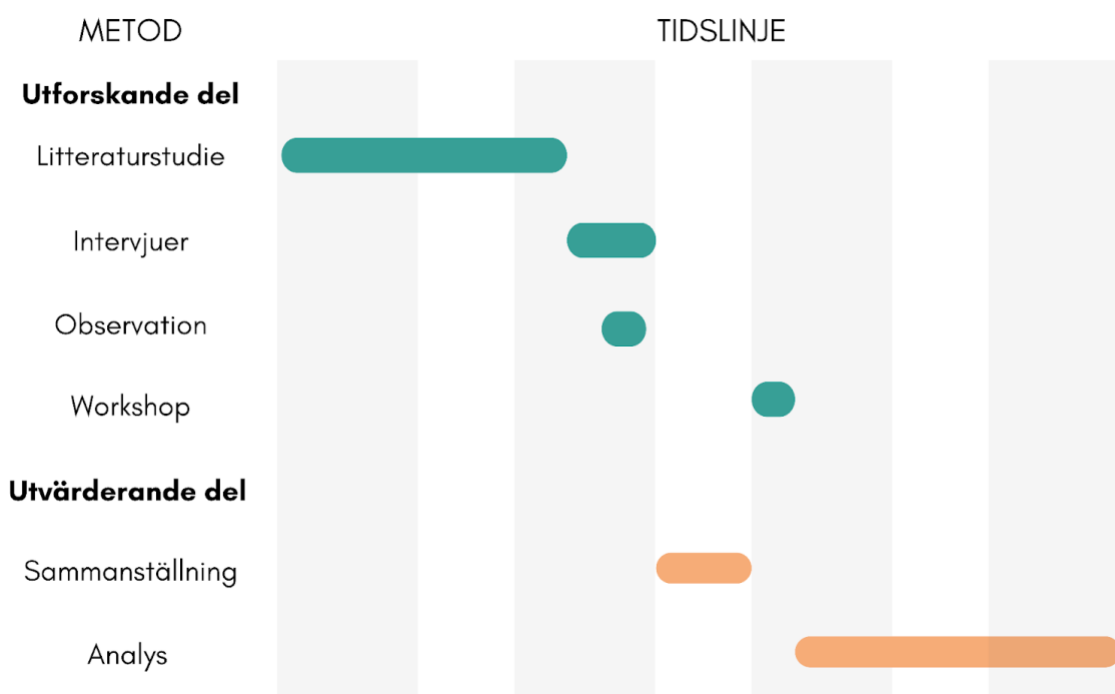 METOD
TIDSLINJE
Utforskande del
Litteraturstudie
Intervjuer
Observation
Workshop
Utvärderande del
Sammanställning
Analys